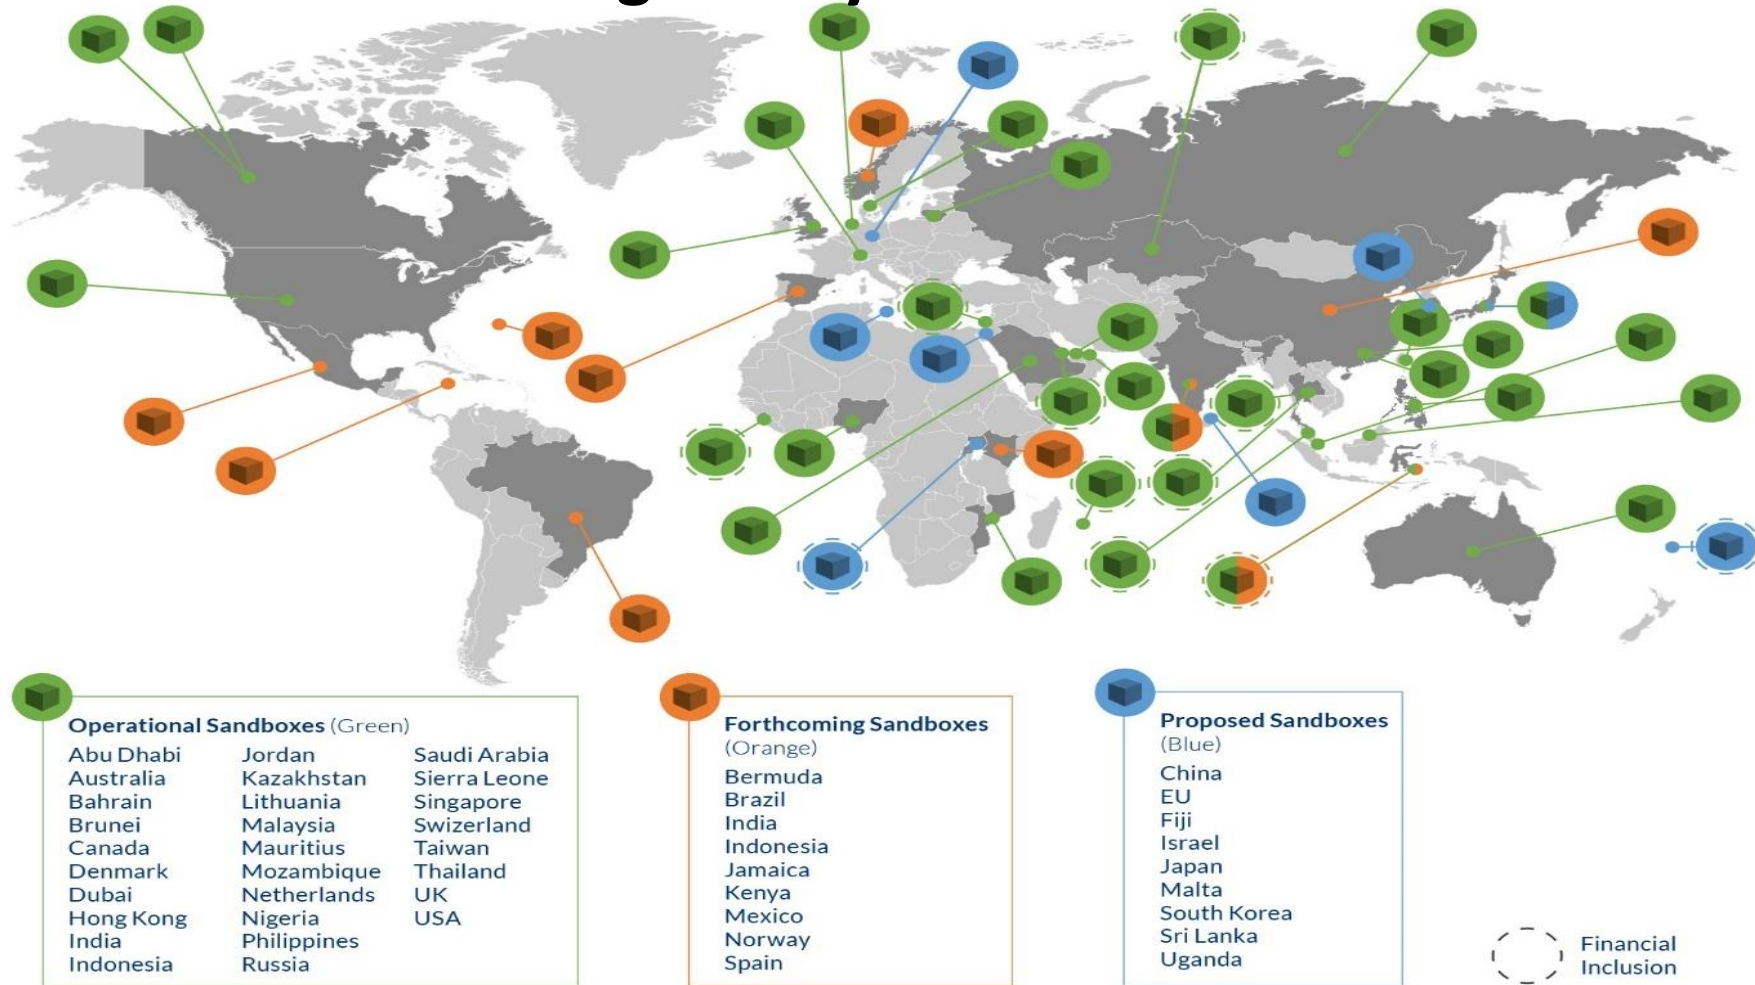 Operational Sandboxes (Green)
Abu Dhabi
Australia
Bahrain
Brunei
Canada
Denmark
Dubai
Hong Kong
India
Indonesia
Jordan
Kazakhstan
Lithuania
Malaysia
Mauritius
Mozambique
Netherlands
Nigeria
Philippines
Russia
Saudi Arabia
Sierra Leone
Singapore
Swizerland
Taiwan
Thailand
UK
USA
Forthcoming Sandboxes
(Orange)
Bermuda
Brazil
India
Indonesia
Jamaica
Kenya
Mexico
Norway
Spain
Proposed Sandboxes
(Blue)
China
EU
Fiji
Israel
Japan
Malta
South Korea
Sri Lanka
Uganda
Financial
Inclusion